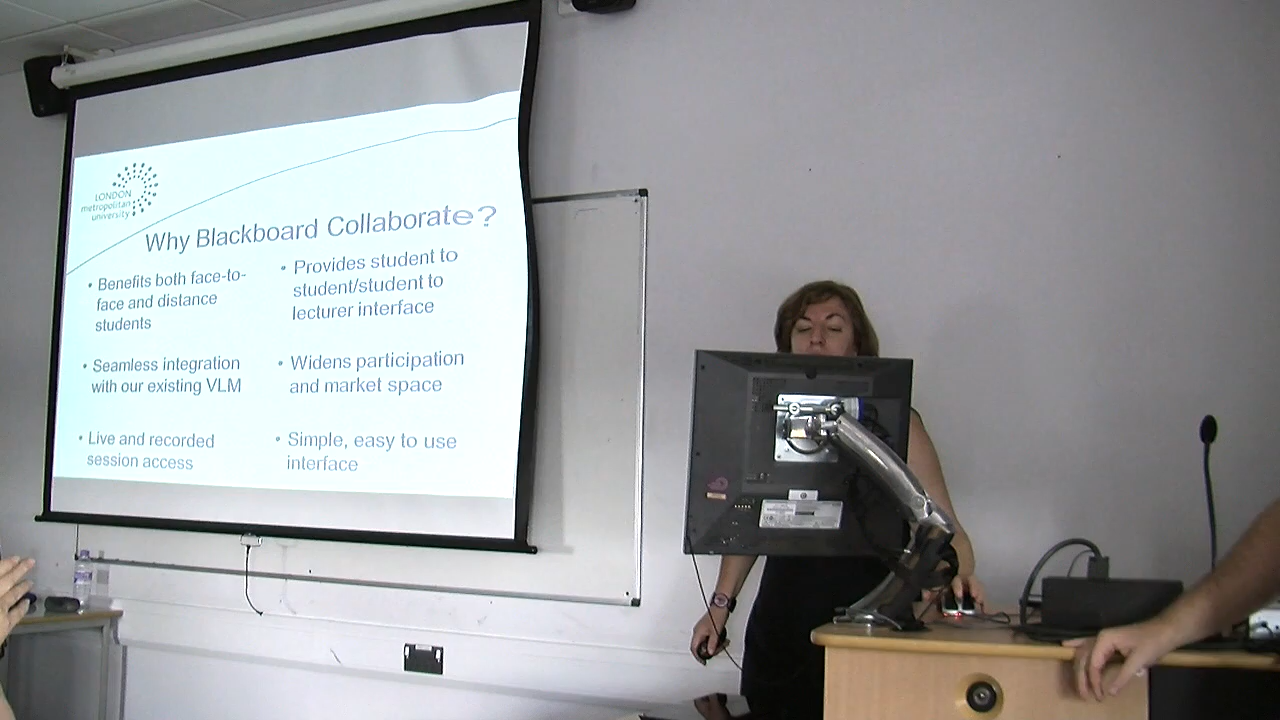 LONDON
metropolitan
university
Why Blackboard Collaborate?
• Benefits both face-to-
face and distance
students
• Seamless integration
with our existing VLM
• Live and recorded
session access
• Provides student to
student/student to
lecturer interface
• Widens participation
and market space
• Simple, easy to use
interface